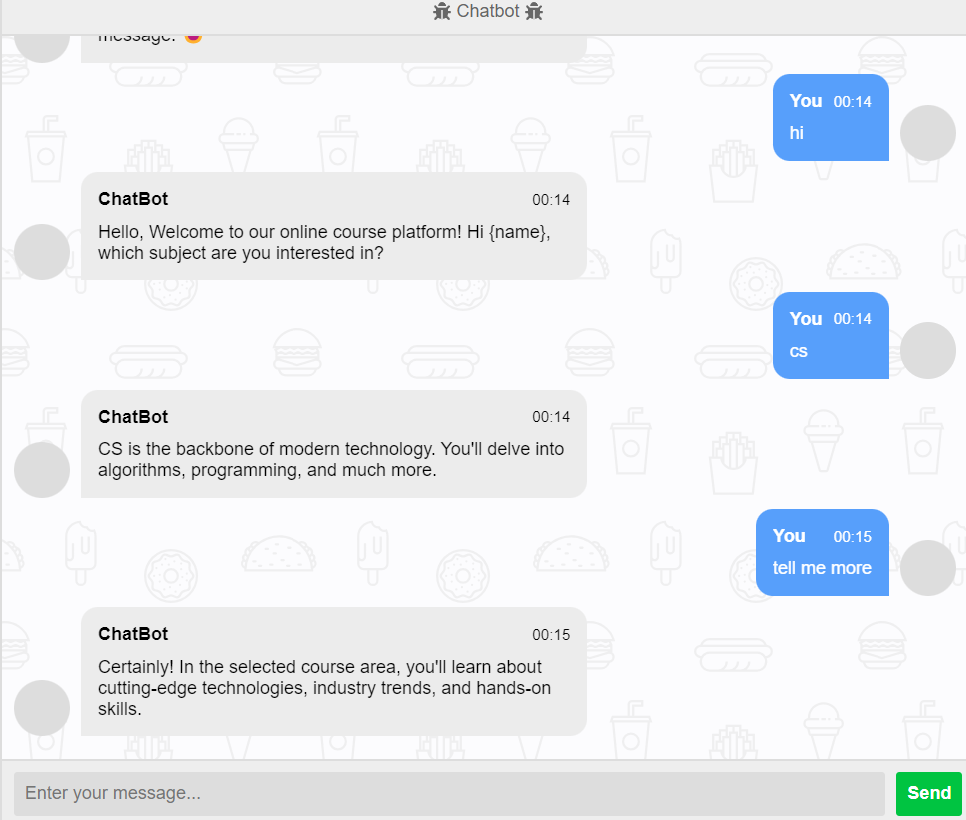 Chatbot
message.
You 00:14
hi
ChatBot 00:14
Hello, Welcome to our online course platform! Hi {name},
which subject are you interested in?
You 00:14
cs
ChatBot 00:14
CS is the backbone of modern technology. You'll delve into
algorithms, programming, and much more.
You 00:15
tell me more
ChatBot 00:15
Certainly! In the selected course area, you'll learn about
cutting-edge technologies, industry trends, and hands-on
skills.
Enter your message...
Send